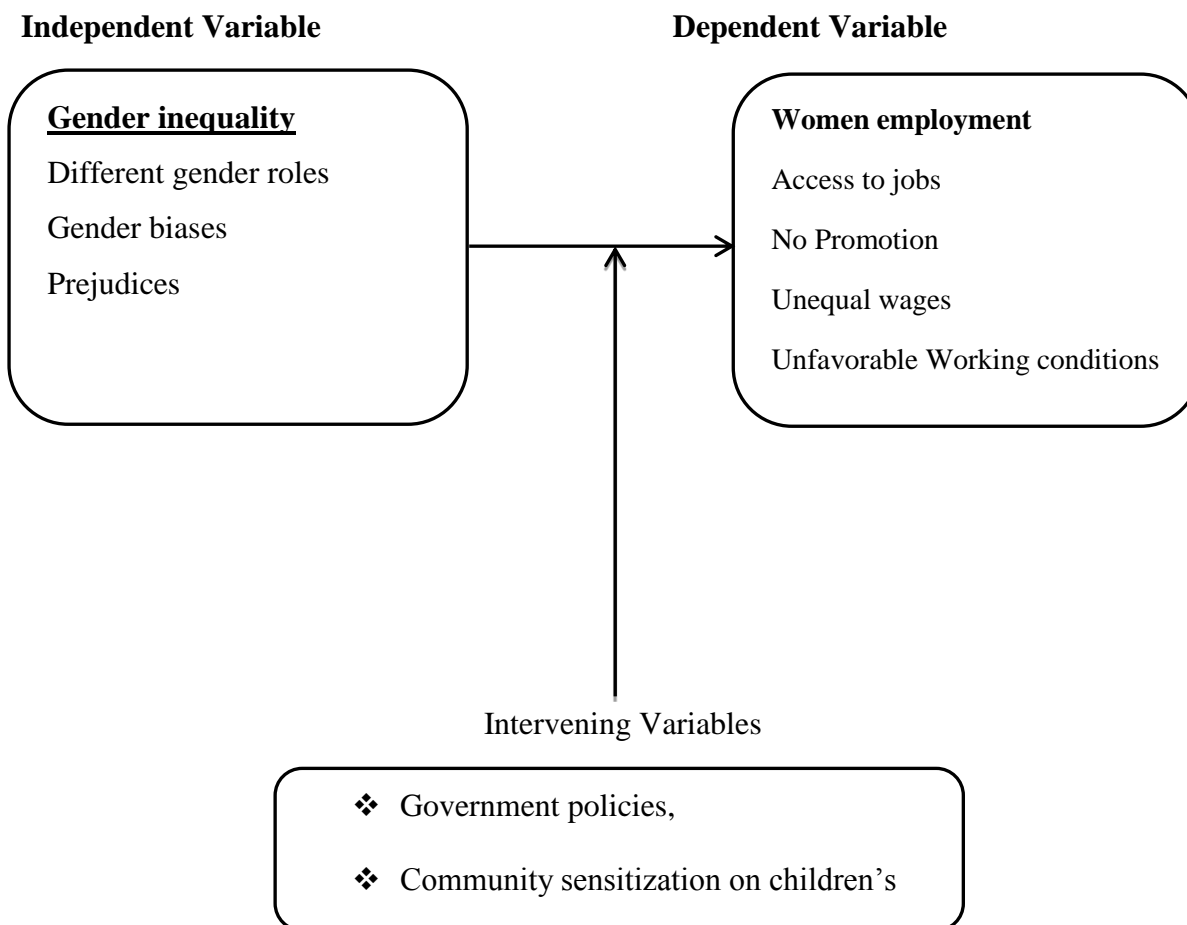 Independent Variable
Dependent Variable
Gender inequality
Different gender roles
Gender biases
Prejudices
Women employment
Access to jobs
No Promotion
Unequal wages
Unfavorable Working conditions
Intervening Variables
❖ Government policies,
❖ Community sensitization on children’s